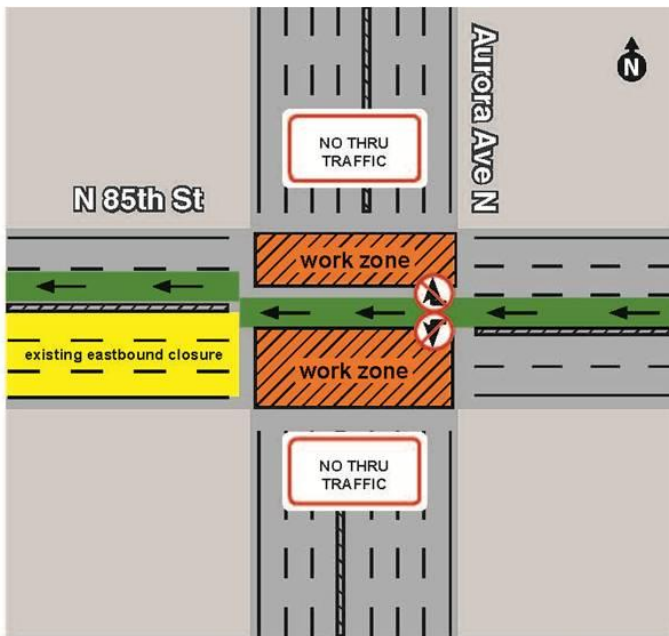 Aurora Ave N
N
NO THRU
TRAFFIC
N 85th St
work zone
existing eastbound closure
work zone
NO THRU
TRAFFIC